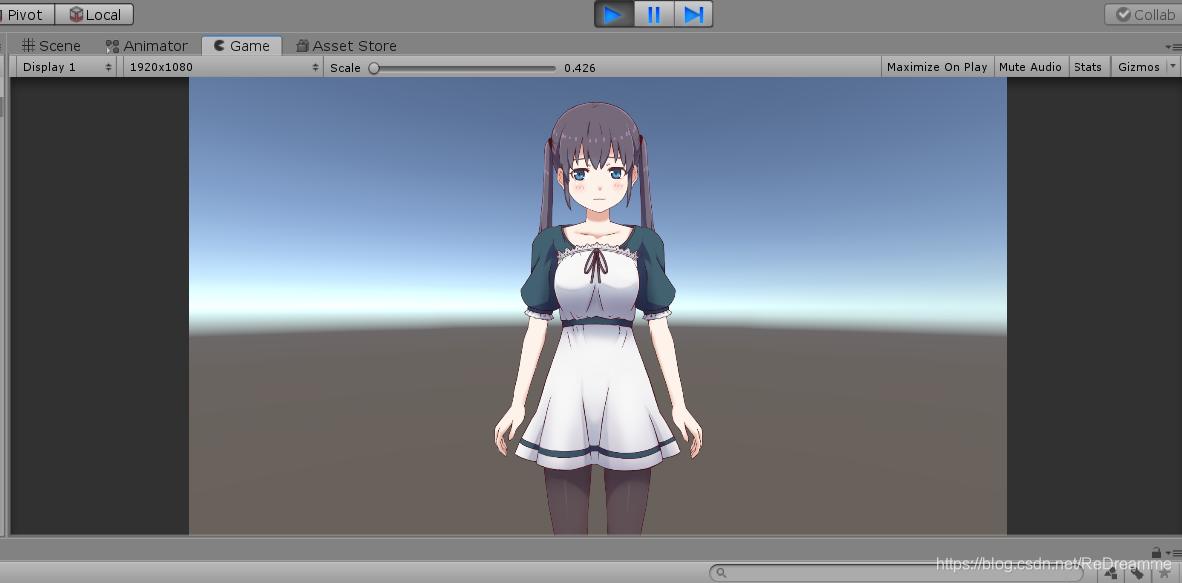 Pivot Local Collab
Scene Animator Game Asset Store
Display 1 1920x1080 Scale 0.426 Maximize On Play Mute Audio Stats Gizmos
https://blog.csdn.net/ReDreamme